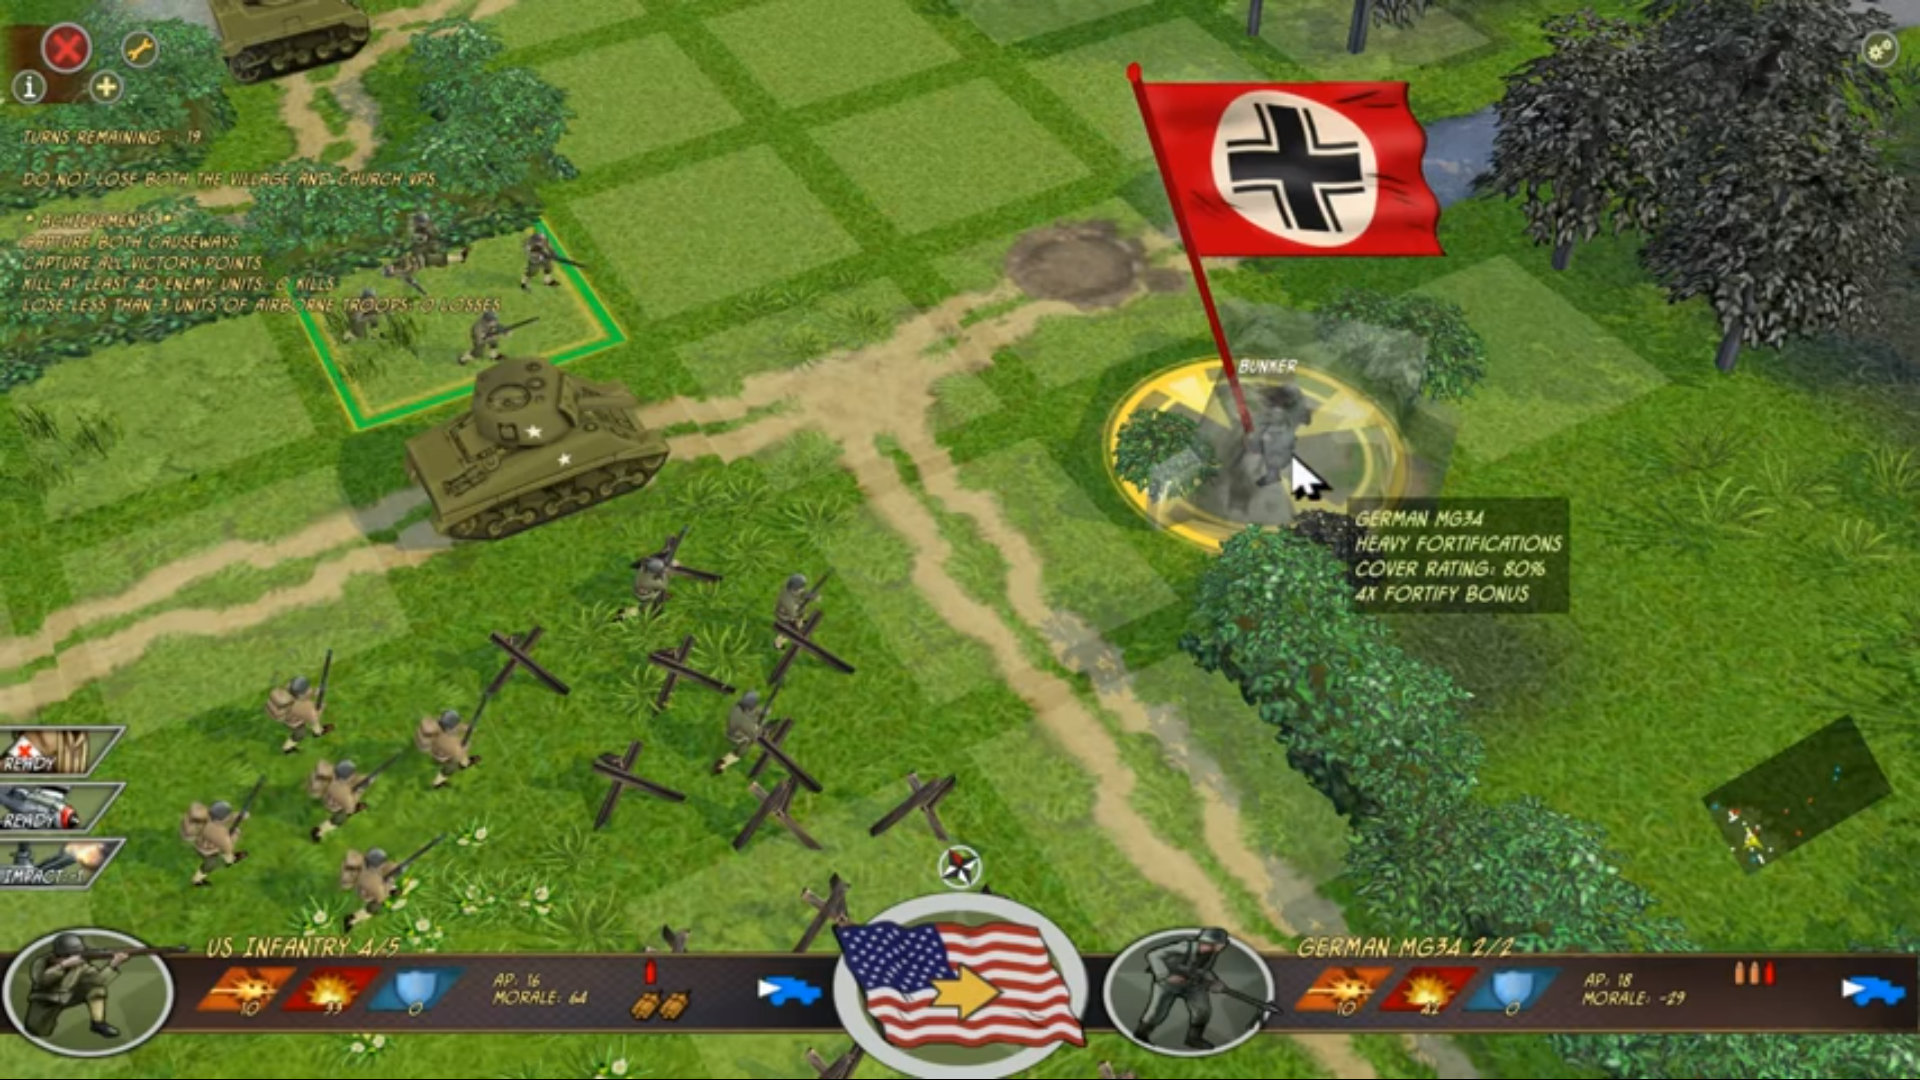 TURNS REMAINING: : 19
DO NOT LOSE BOTH THE VILLAGE AND CHURCH VPS
* ACHIEVEMENTS *
CAPTURE BOTH CAUSEWAYS
CAPTURE ALL VICTORY POINTS
KILL AT LEAST 40 ENEMY UNITS: 0 KILLS
LOSE LESS THAN 3 UNITS OF AIRBORNE TROOPS: 0 LOSSES
BUNKER
GERMAN MG34
HEAVY FORTIFICATIONS
COVER RATING: 80%
4X FORTIFY BONUS
READY
READY
IMPACT:-1
US INFANTRY 4/5
10
33
0
AP: 16
MORALE: 64
GERMAN MG34 2/2
10
42
0
AP: 18
MORALE: -29